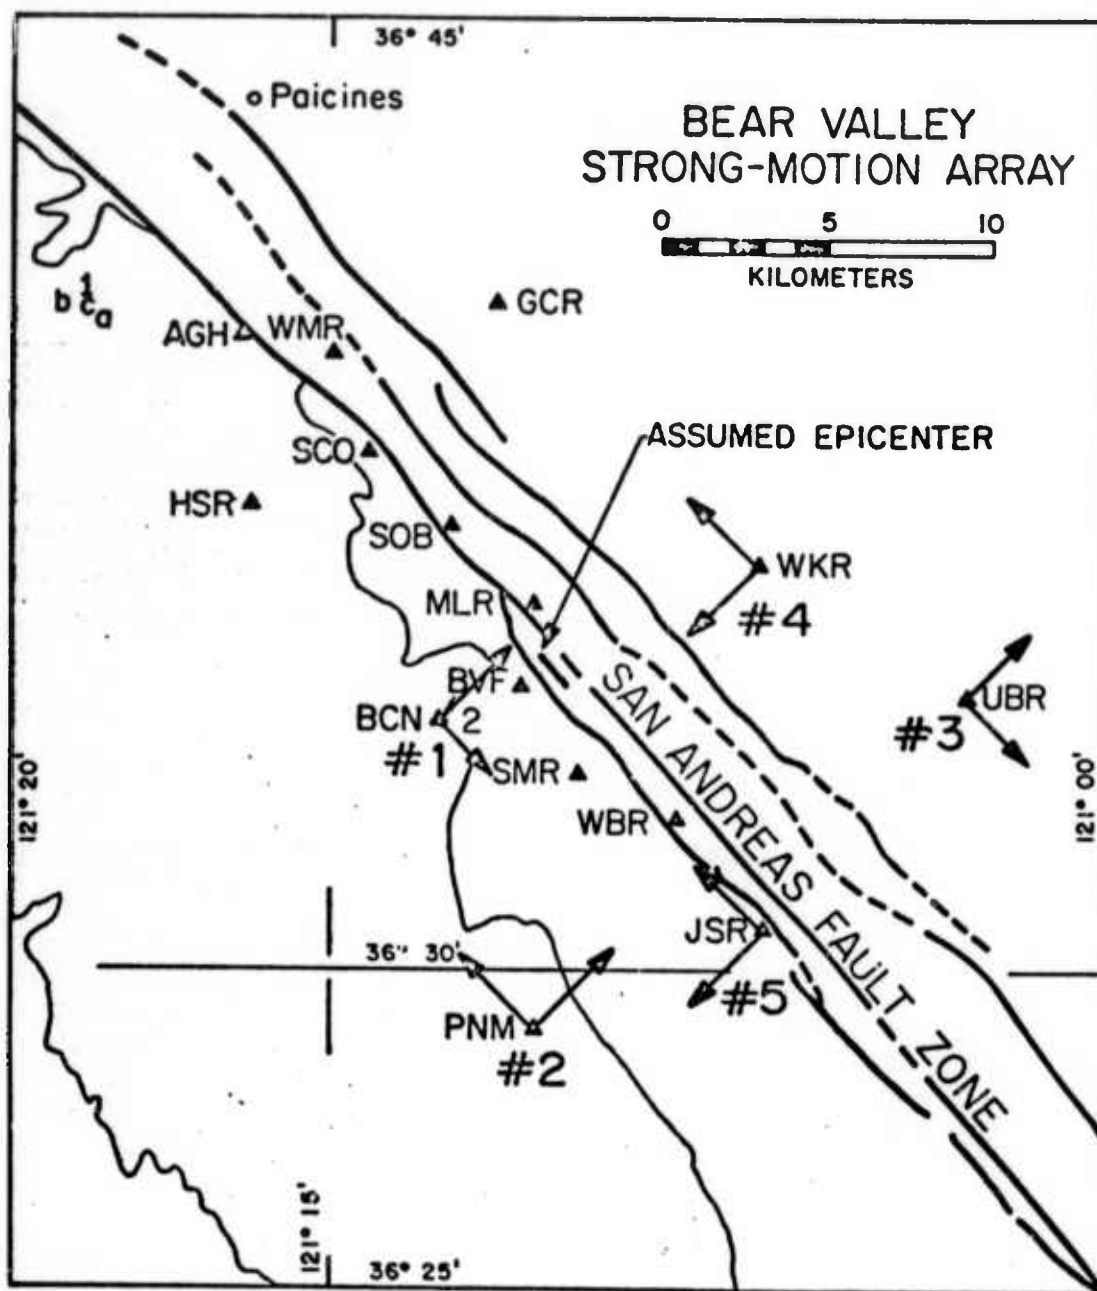 36° 45'
Paicines
BEAR VALLEY
STRONG-MOTION ARRAY
0 5 10
KILOMETERS
b 1 c a
GCR
AGH
WMR
ASSUMED EPICENTER
SCO
HSR
SOB
WKR
#4
MLR
BVF
UBR
#3
BCN 2
#1
SMR
121° 20'
121° 00'
WBR
SAN ANDREAS FAULT ZONE
JSR
#5
36° 30'
PNM
#2
121° 15'
36° 25'